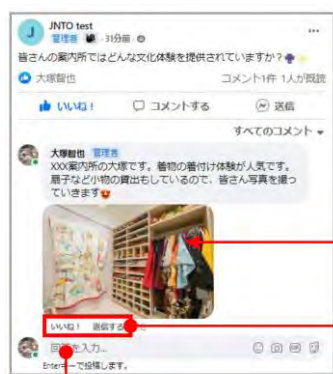 J JNTO test
管理者 · 31分前 ·
皆さんの案内所ではどんな文化体験を提供されていますか？
大塚智也 コメント1件 1人が既読
いいね！ コメントする 送信
すべてのコメント
大塚智也 管理者
XXX案内所の大塚です。着物の着付け体験が人気です。
扇子など小物の貸出もしているので、皆さん写真を撮っ
ていきます
いいね！ 返信する
回答を入力...
Enterキーで投稿します。